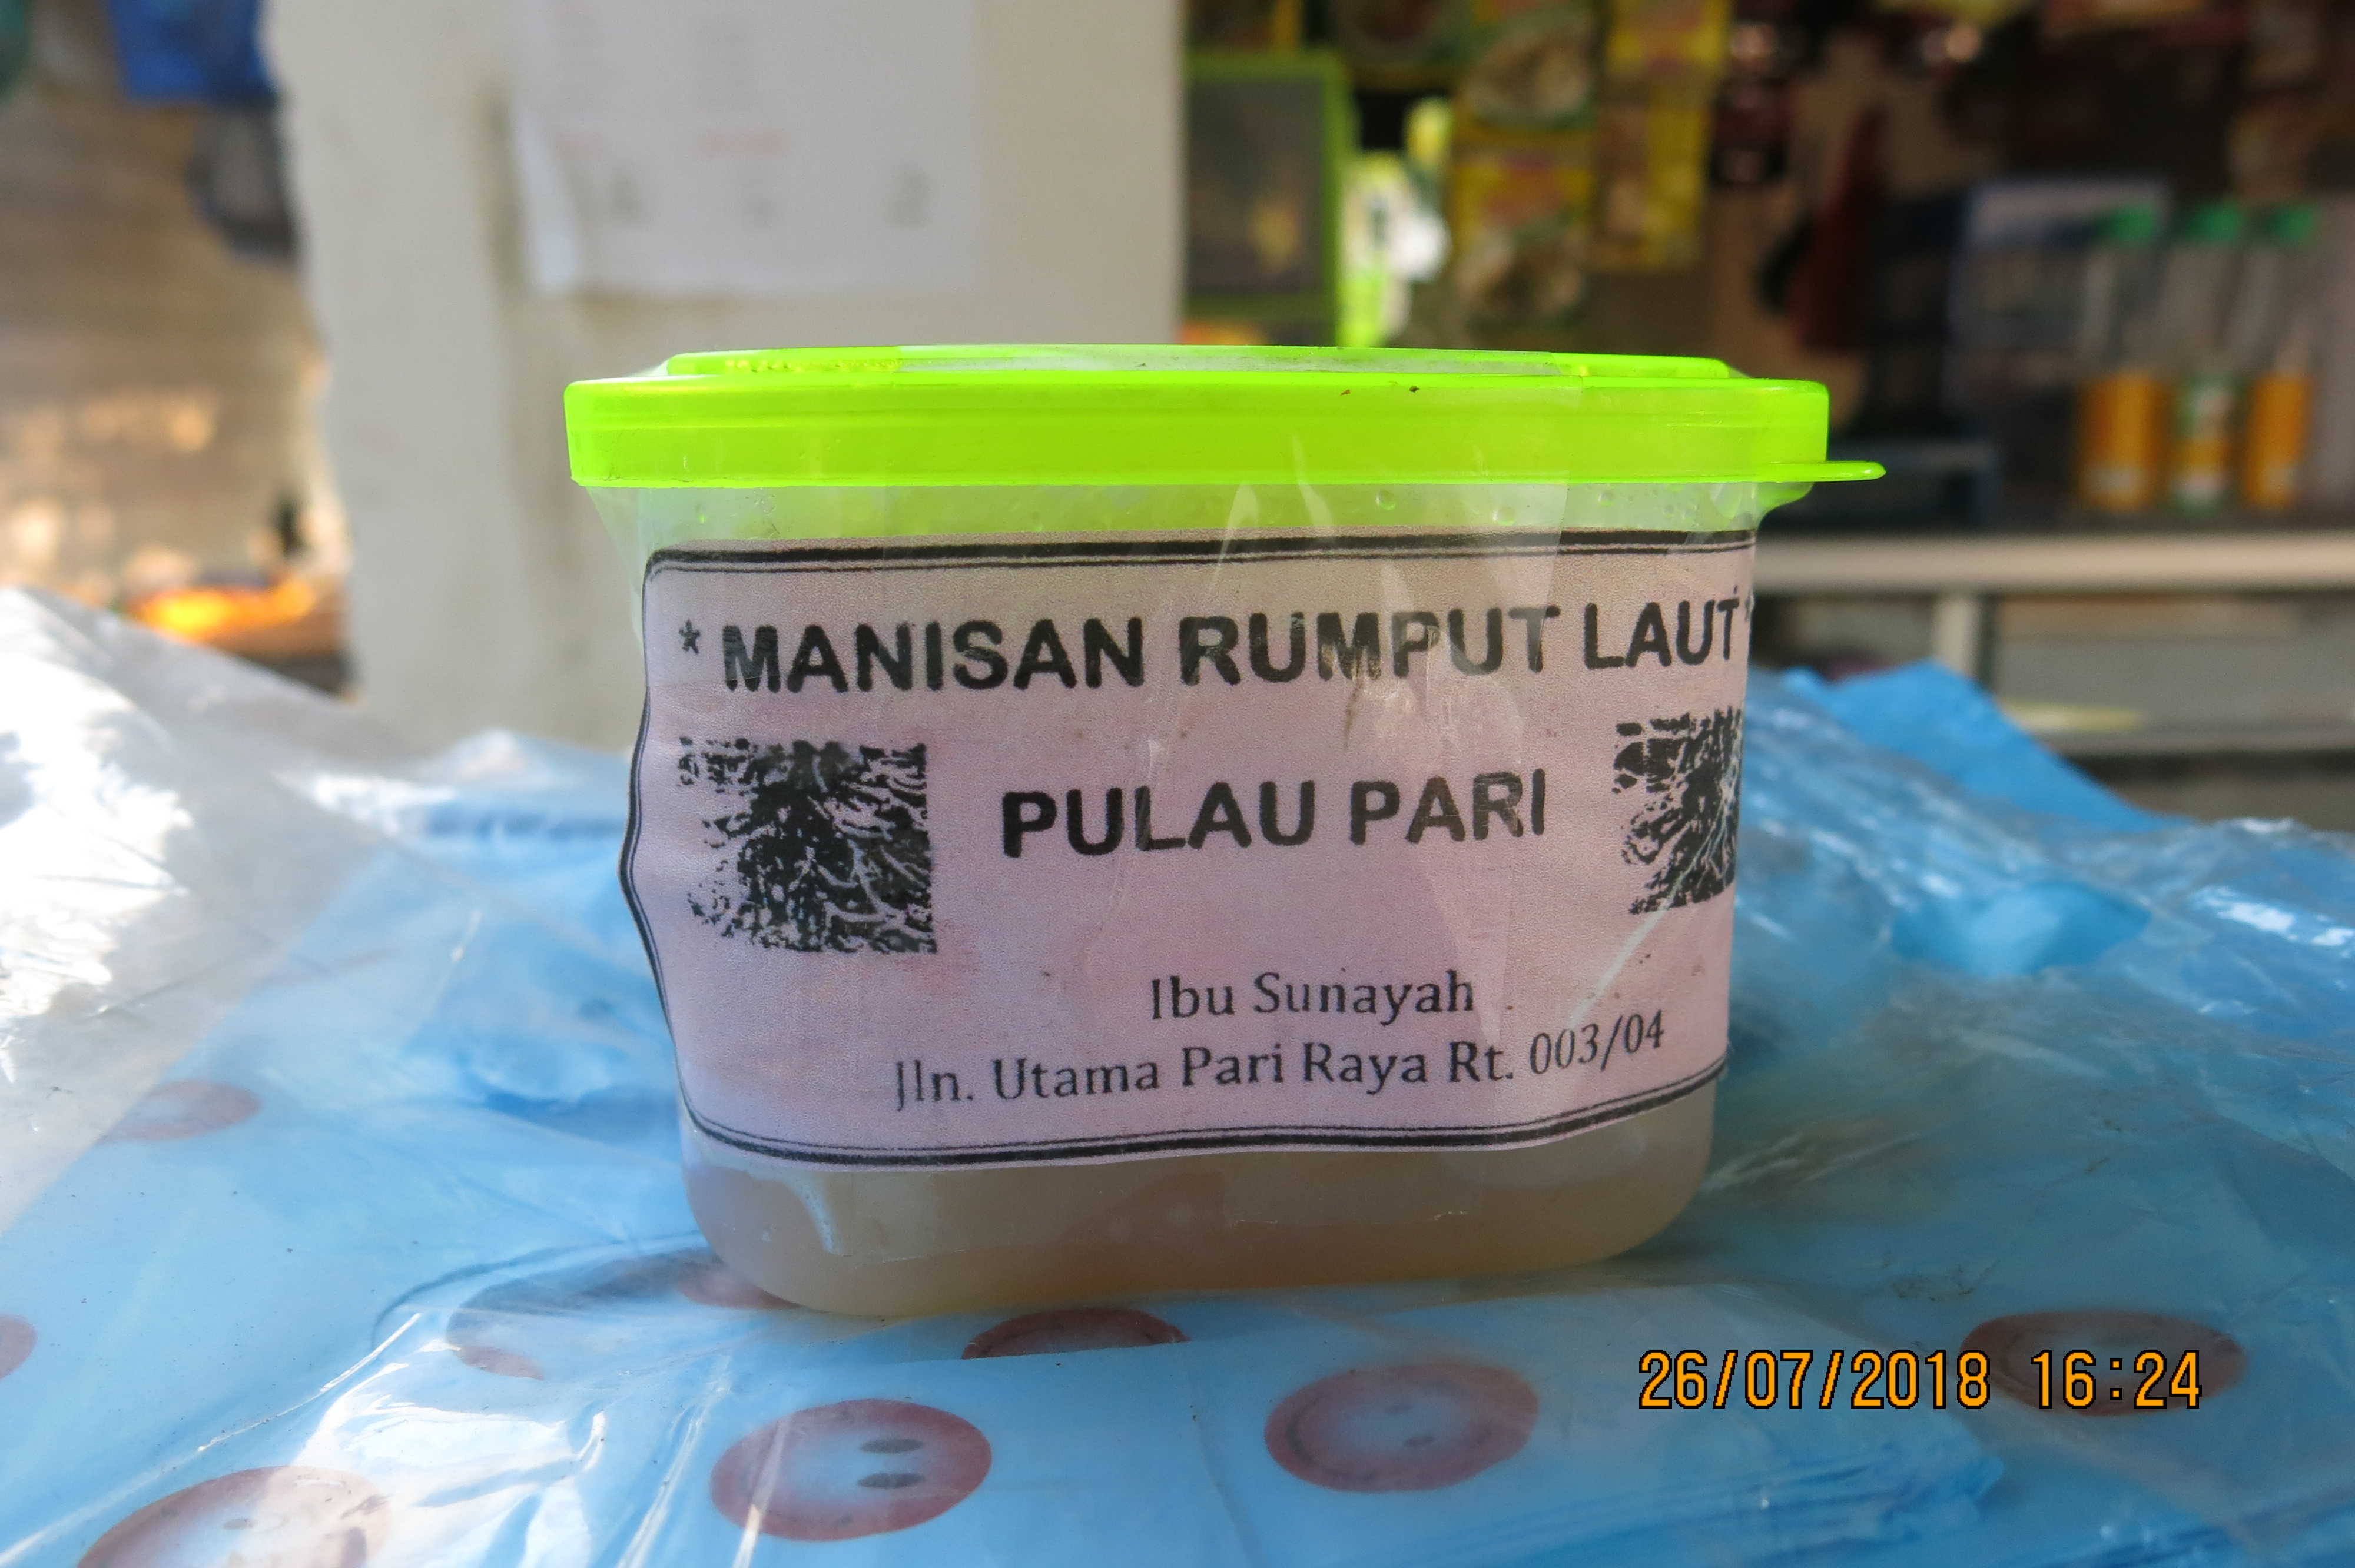 * MANISAN RUMPUT LAUT *
PULAU PARI
Ibu Sunayah
Jln. Utama Pari Raya Rt. 003/04
26/07/2018 16:24